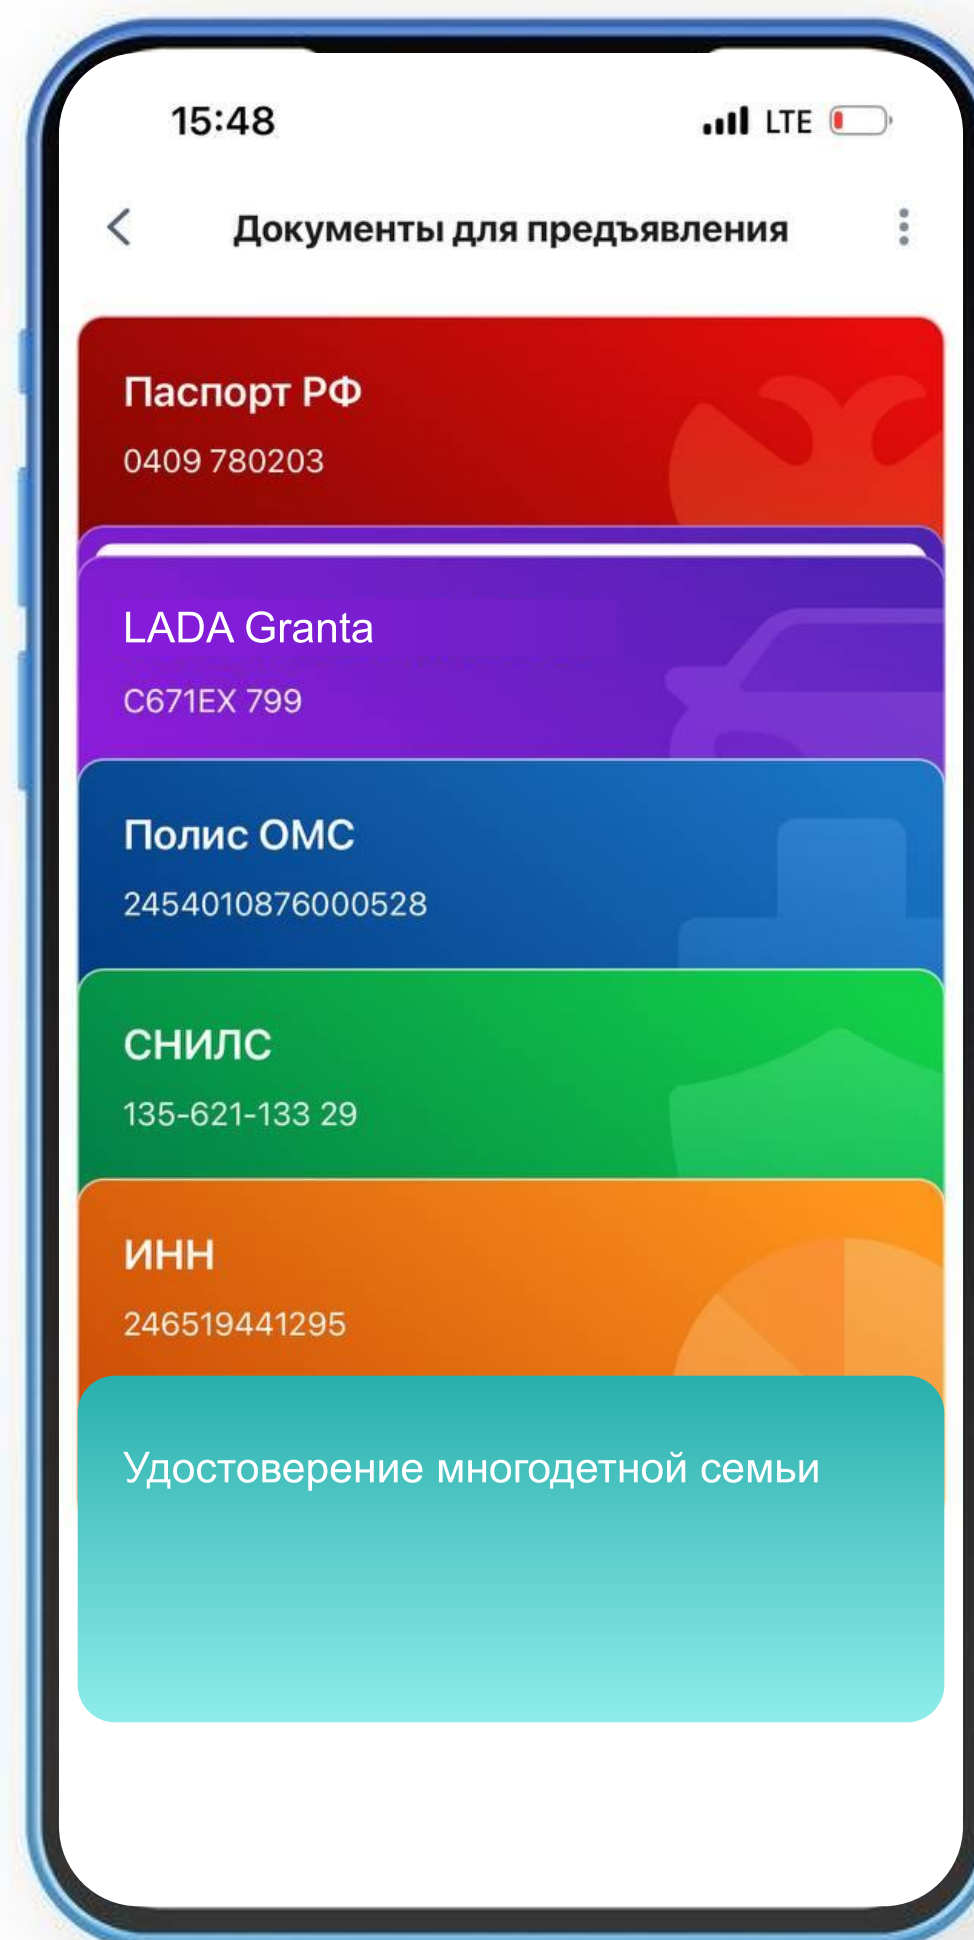 15:48
LTE
Документы для предъявления
Паспорт РФ
0409 780203
LADA Granta
С671ЕХ 799
Полис ОМС
2454010876000528
СНИЛС
135-621-133 29
ИНН
246519441295
Удостоверение многодетной семьи